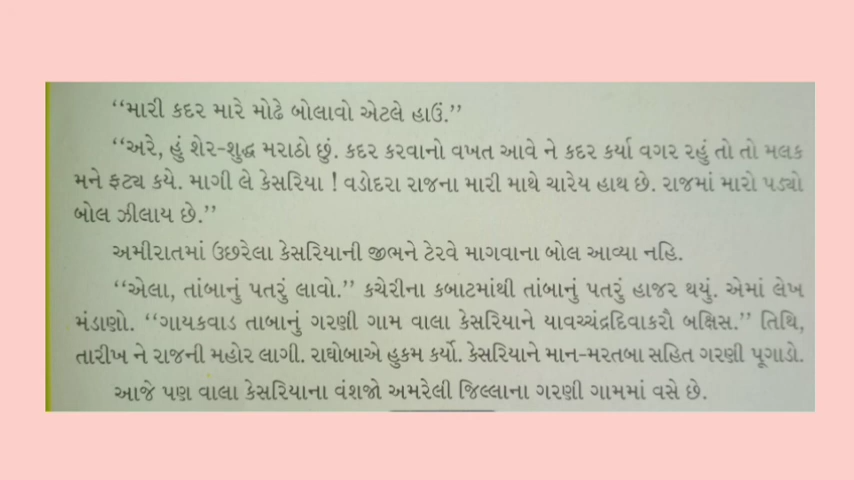 “મારી કદર મારે મોઢે બોલાવો એટલે હાઉં.”
“અરે, હું શેર-શુદ્ધ મરાઠો છું. કદર કરવાનો વખત આવે ને કદર કર્યા વગર રહું તો તો મલક
મને ફટ્ય કયે. માગી લે કેસરિયા ! વડોદરા રાજના મારી માથે ચારેય હાથ છે. રાજમાં મારો પડ્યો
બોલ ઝીલાય છે.”
અમીરાતમાં ઉછરેલા કેસરિયાની જીભને ટેરવે માગવાના બોલ આવ્યા નહિ.
“એલા, તાંબાનું પતરું લાવો.” કચેરીના કબાટમાંથી તાંબાનું પતરું હાજર થયું. એમાં લેખ
મંડાણો. “ગાયકવાડ તાબાનું ગરણી ગામ વાલા કેસરિયાને યાવચ્ચંદ્રદિવાકરૌ બક્ષિસ.” તિથિ,
તારીખ ને રાજની મહોર લાગી. રાઘોબાએ હુકમ કર્યો. કેસરિયાને માન-મરતબા સહિત ગરણી પૂગાડો.
આજે પણ વાલા કેસરિયાના વંશજો અમરેલી જિલ્લાના ગરણી ગામમાં વસે છે.